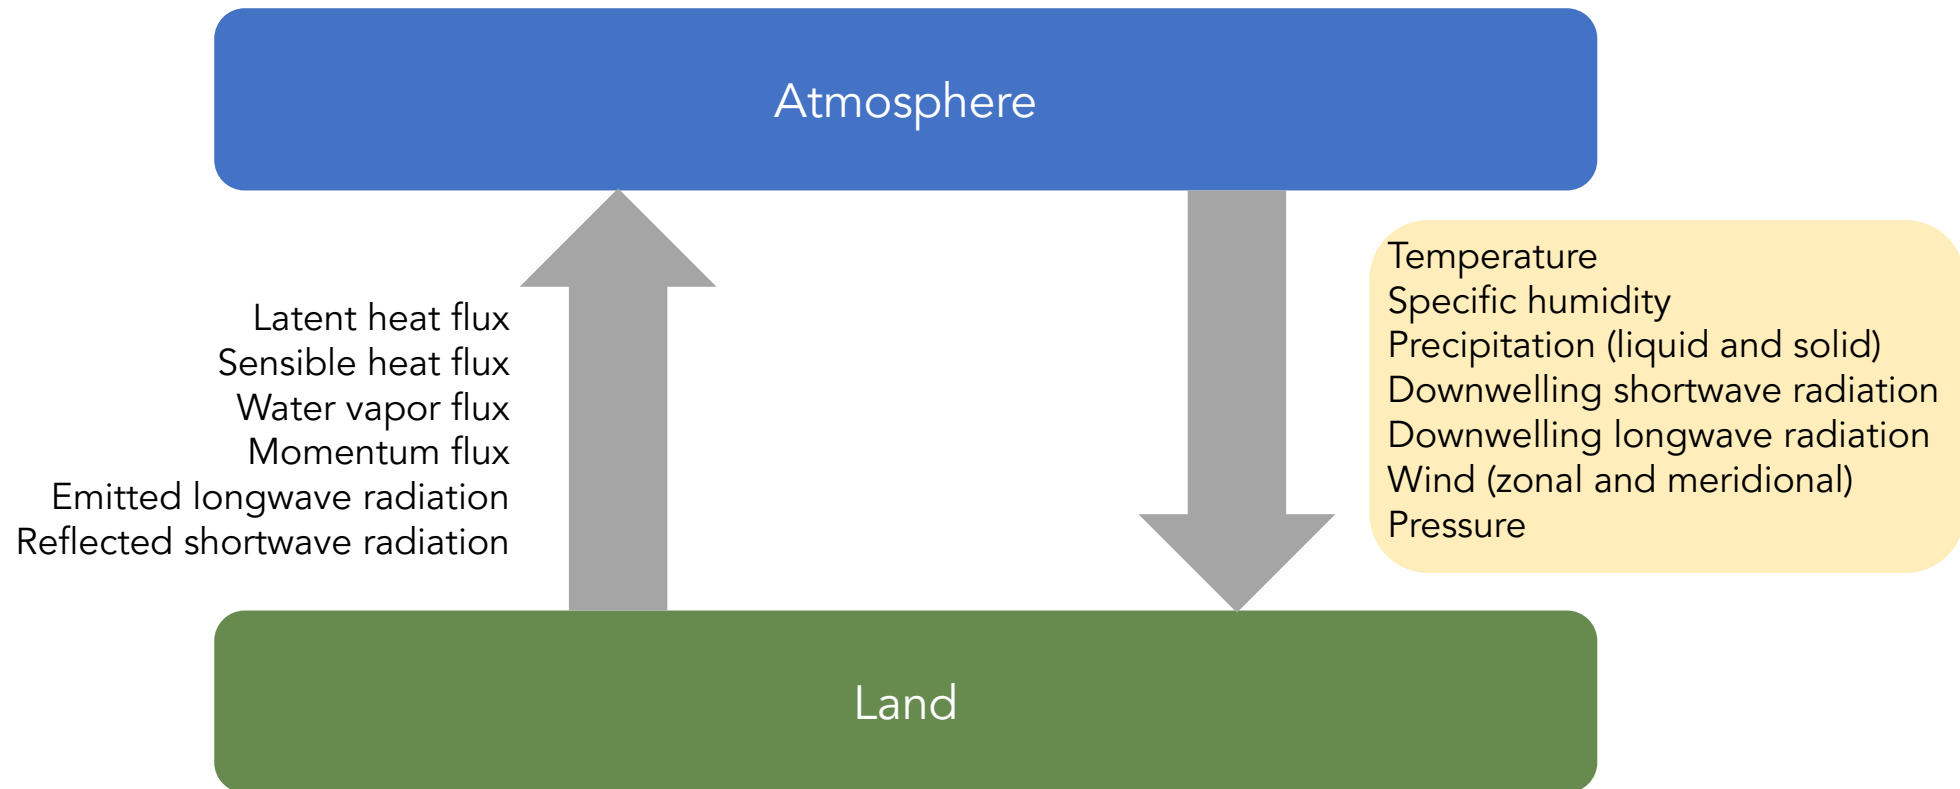 Atmosphere
Latent heat flux
Sensible heat flux
Water vapor flux
Momentum flux
Emitted longwave radiation
Reflected shortwave radiation
Temperature
Specific humidity
Precipitation (liquid and solid)
Downwelling shortwave radiation
Downwelling longwave radiation
Wind (zonal and meridional)
Pressure
Land